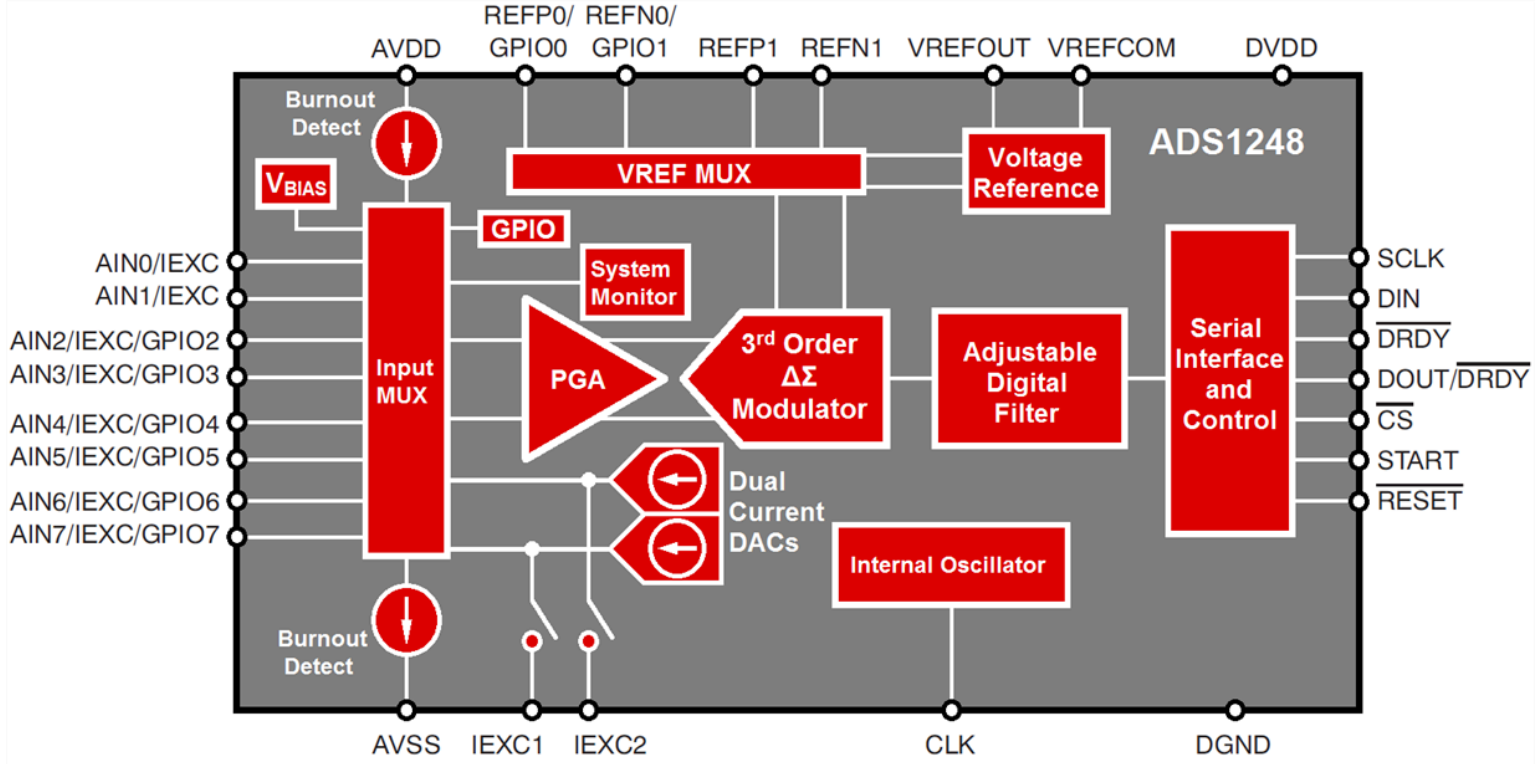 REFP0/ REFN0/
AVDD GPIO0 GPIO1 REFP1 REFN1 VREFOUT VREFCOM DVDD
Burnout
Detect
ADS1248
VBIAS
VREF MUX
Voltage
Reference
GPIO
System
Monitor
AIN0/IEXC
AIN1/IEXC
AIN2/IEXC/GPIO2
AIN3/IEXC/GPIO3
AIN4/IEXC/GPIO4
AIN5/IEXC/GPIO5
AIN6/IEXC/GPIO6
AIN7/IEXC/GPIO7
Input
MUX
PGA
3rd Order
ΔΣ
Modulator
Adjustable
Digital
Filter
Serial
Interface
and
Control
SCLK
DIN
DRDY
DOUT/DRDY
CS
START
RESET
Dual
Current
DACs
Internal Oscillator
Burnout
Detect
AVSS IEXC1 IEXC2 CLK DGND